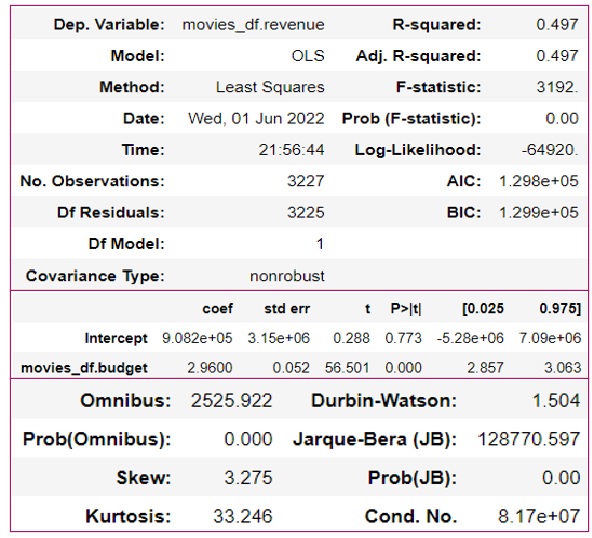 Dep. Variable: movies_df.revenue R-squared: 0.497
Model: OLS Adj. R-squared: 0.497
Method: Least Squares F-statistic: 3192.
Date: Wed, 01 Jun 2022 Prob (F-statistic): 0.00
Time: 21:56:44 Log-Likelihood: -64920.
No. Observations: 3227 AIC: 1.298e+05
Df Residuals: 3225 BIC: 1.299e+05
Df Model: 1
Covariance Type: nonrobust
coef std err t P>|t| [0.025 0.975]
Intercept 9.082e+05 3.15e+06 0.288 0.773 -5.28e+06 7.09e+06
movies_df.budget 2.9600 0.052 56.501 0.000 2.857 3.063
Omnibus: 2525.922 Durbin-Watson: 1.504
Prob(Omnibus): 0.000 Jarque-Bera (JB): 128770.597
Skew: 3.275 Prob(JB): 0.00
Kurtosis: 33.246 Cond. No. 8.17e+07